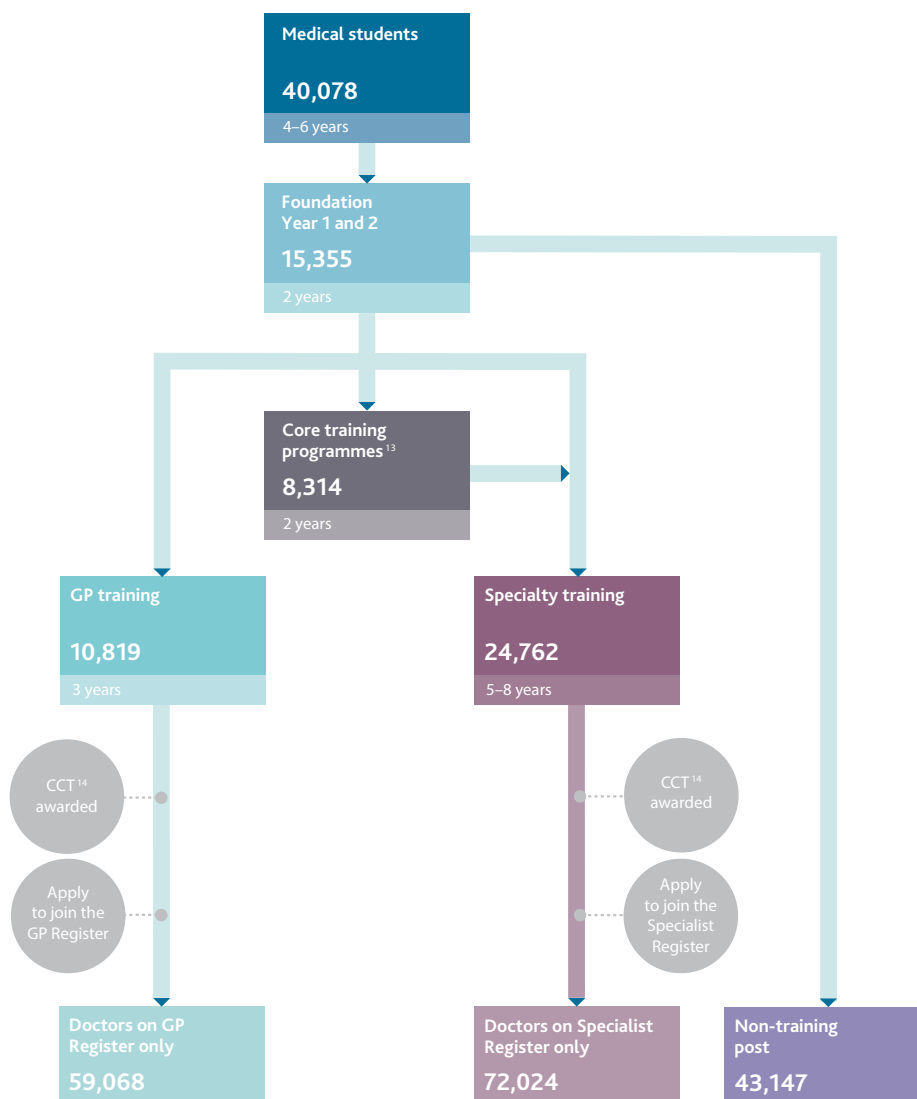 Medical students
40,078
4–6 years
Foundation
Year 1 and 2
15,355
2 years
Core training
programmes 13
8,314
2 years
GP training
10,819
3 years
Specialty training
24,762
5–8 years
CCT 14
awarded
CCT 14
awarded
Apply
to join the
GP Register
Apply
to join the
Specialist
Register
Doctors on GP
Register only
59,068
Doctors on Specialist
Register only
72,024
Non-training
post
43,147